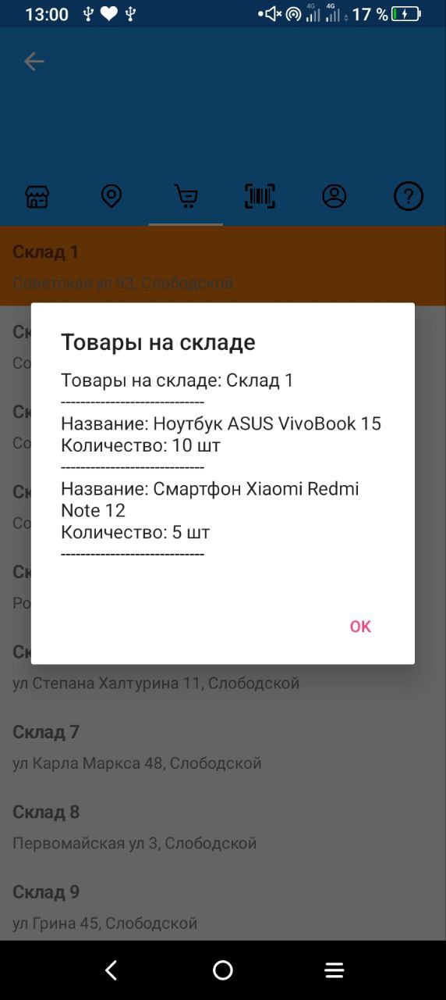 13:00
4G 4G
17 %
?
Склад 1
Советская ул 93, Слободской
Ск
Со
Ск
Со
Ск
Со
Ск
Ро
Ск
Товары на складе
Товары на складе: Склад 1
-----------------------------
Название: Ноутбук ASUS VivoBook 15
Количество: 10 шт
-----------------------------
Название: Смартфон Xiaomi Redmi
Note 12
Количество: 5 шт
-----------------------------
OK
ул Степана Халтурина 11, Слободской
Склад 7
ул Карла Маркса 48, Слободской
Склад 8
Первомайская ул 3, Слободской
Склад 9
ул Грина 45, Слободской